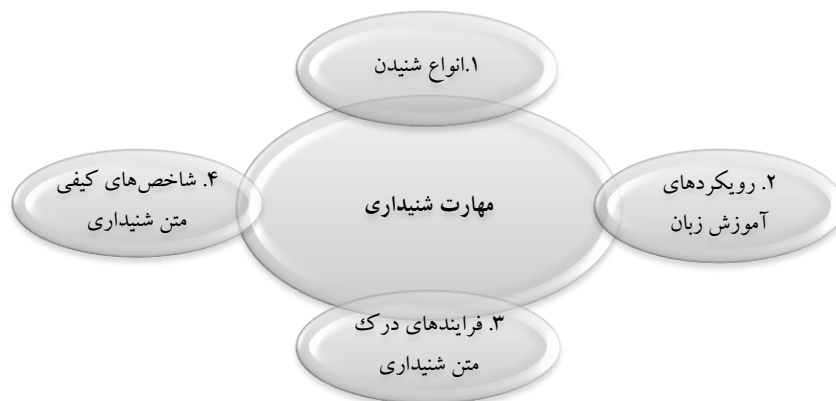 ۱.انواع شنیدن
۲. رویکردهای
آموزش زبان
۳. فرایندهای درک
متن شنیداری
۴. شاخص‌های کیفی
متن شنیداری
مهارت شنیداری